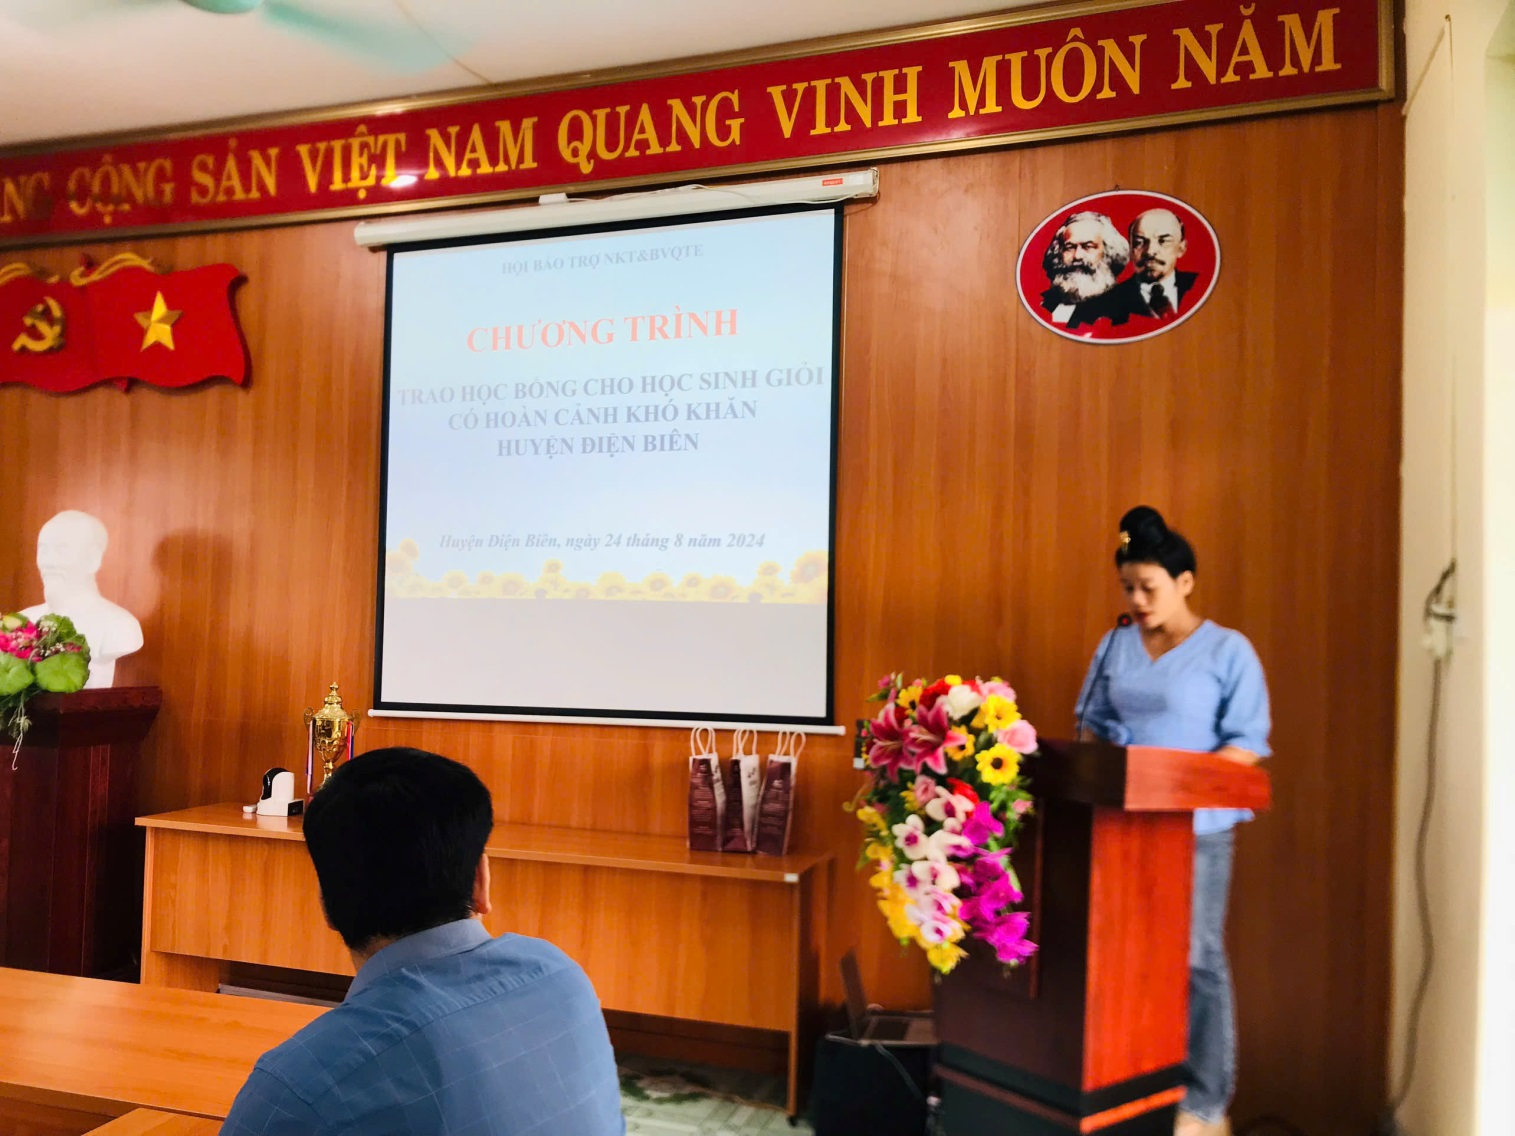 CỘNG SẢN VIỆT NAM QUANG VINH MUÔN NĂM
HỘI BẢO TRỢ NKT&BVQTE
CHƯƠNG TRÌNH
TRAO HỌC BỔNG CHO HỌC SINH GIỎI
CÓ HOÀN CẢNH KHÓ KHĂN
HUYỆN ĐIỆN BIÊN
Huyện Điện Biên, ngày 24 tháng 8 năm 2024